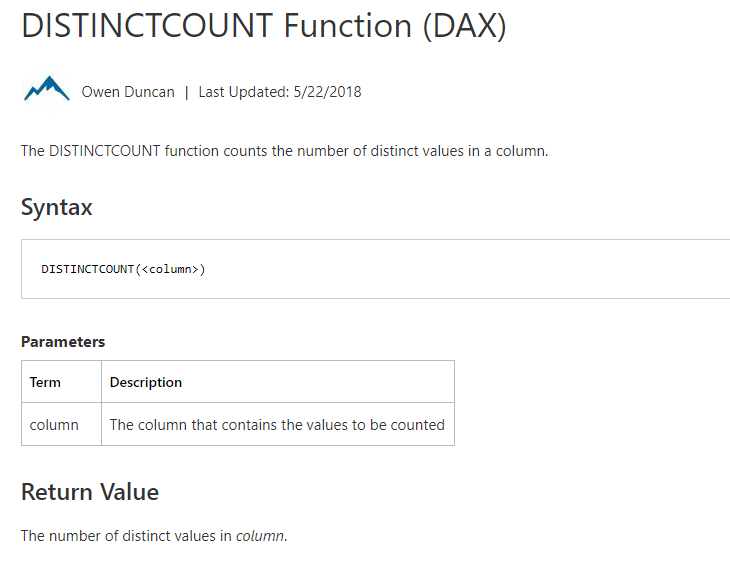 DISTINCTCOUNT Function (DAX)
Owen Duncan | Last Updated: 5/22/2018
The DISTINCTCOUNT function counts the number of distinct values in a column.
Syntax
DISTINCTCOUNT(<column>)
Parameters
Term Description
column The column that contains the values to be counted
Return Value
The number of distinct values in column.